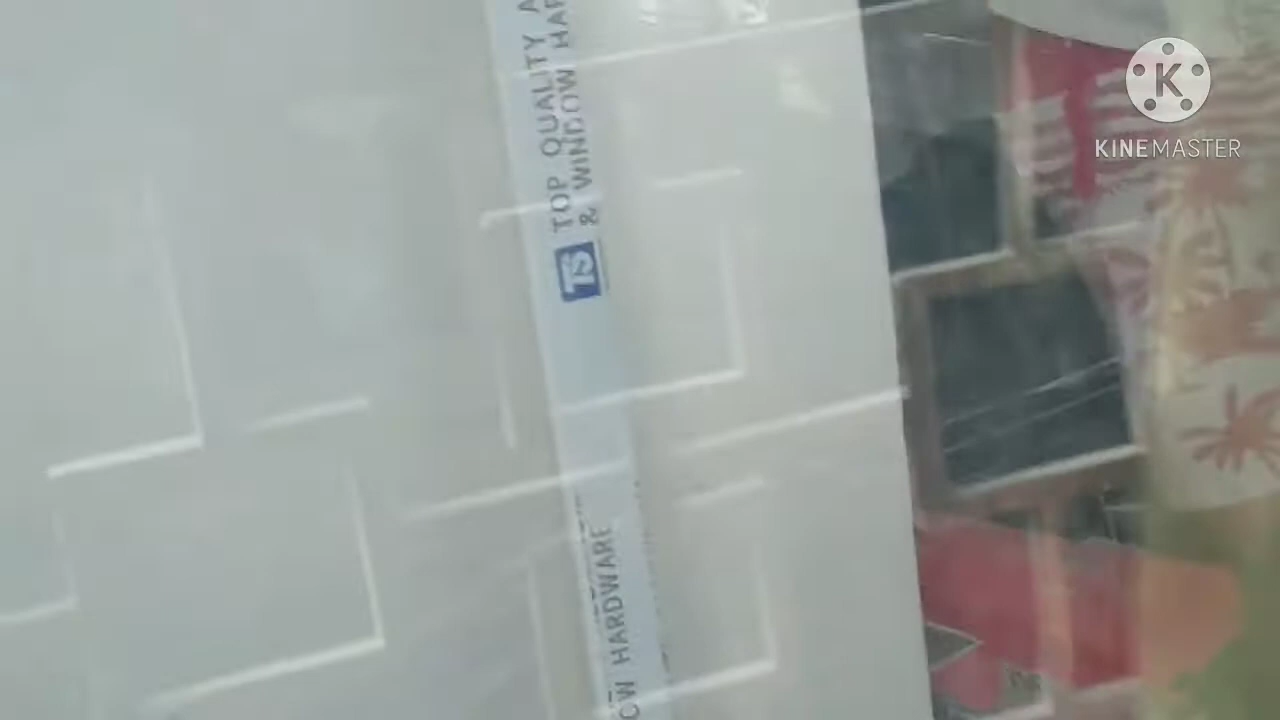 TOP QUALITY A
& WINDOW HAR
TS
OW HARDWARE
KINEMASTER